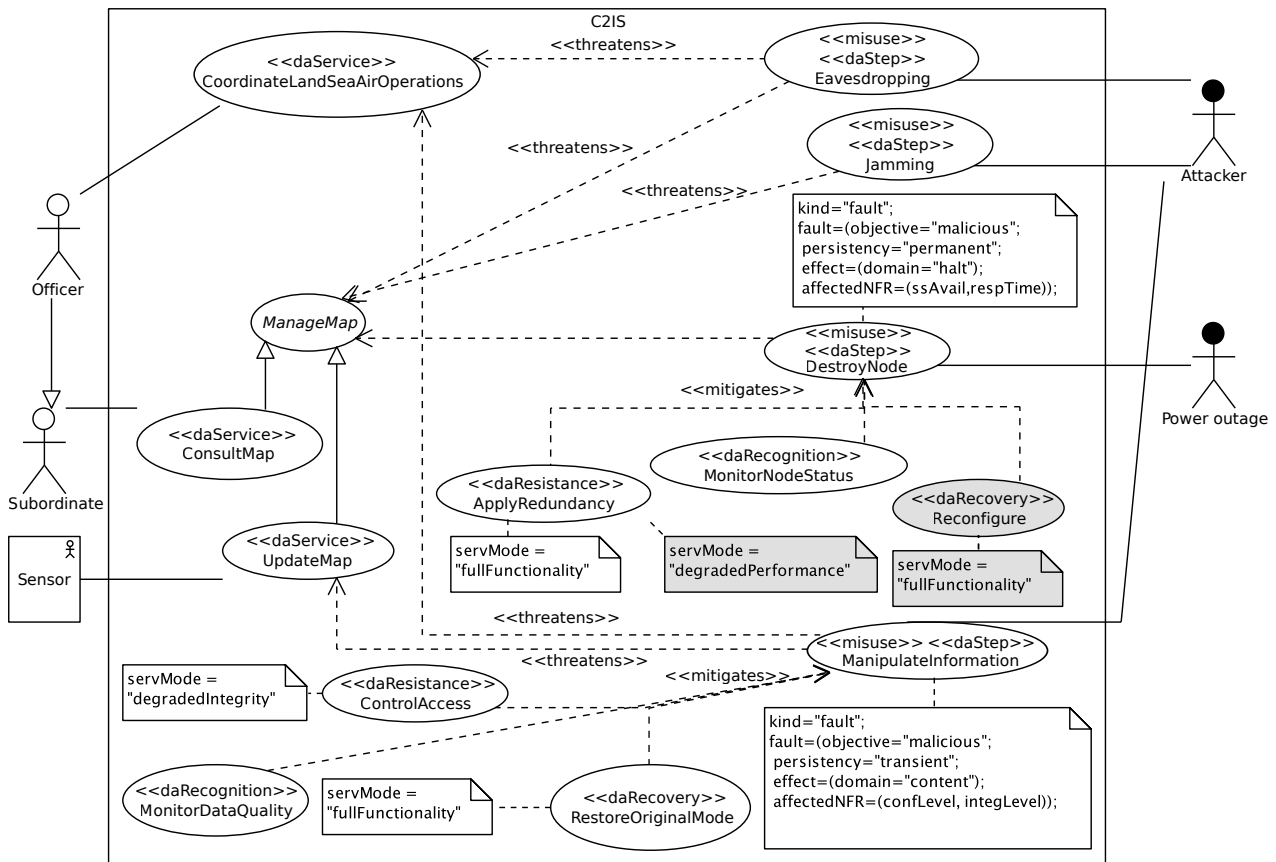 C2IS
<<daService>>
CoordinateLandSeaAirOperations
<<threatens>>
<<misuse>>
<<daStep>>
Eavesdropping
<<misuse>>
<<daStep>>
Jamming
Attacker
<<threatens>>
<<threatens>>
kind="fault";
fault=(objective="malicious";
persistency="permanent";
effect=(domain="halt");
affectedNFR=(ssAvail,respTime));
Officer
ManageMap
<<misuse>>
<<daStep>>
DestroyNode
<<mitigates>>
Power outage
<<daService>>
ConsultMap
Subordinate
<<daRecognition>>
MonitorNodeStatus
<<daResistance>>
ApplyRedundancy
<<daRecovery>>
Reconfigure
servMode =
"fullFunctionality"
servMode =
"degradedPerformance"
servMode =
"fullFunctionality"
<<daService>>
UpdateMap
Sensor
<<threatens>>
<<threatens>>
<<misuse>> <<daStep>>
ManipulateInformation
<<mitigates>>
servMode =
"degradedIntegrity"
<<daResistance>>
ControlAccess
kind="fault";
fault=(objective="malicious";
persistency="transient";
effect=(domain="content");
affectedNFR=(confLevel, integLevel));
<<daRecognition>>
MonitorDataQuality
servMode =
"fullFunctionality"
<<daRecovery>>
RestoreOriginalMode